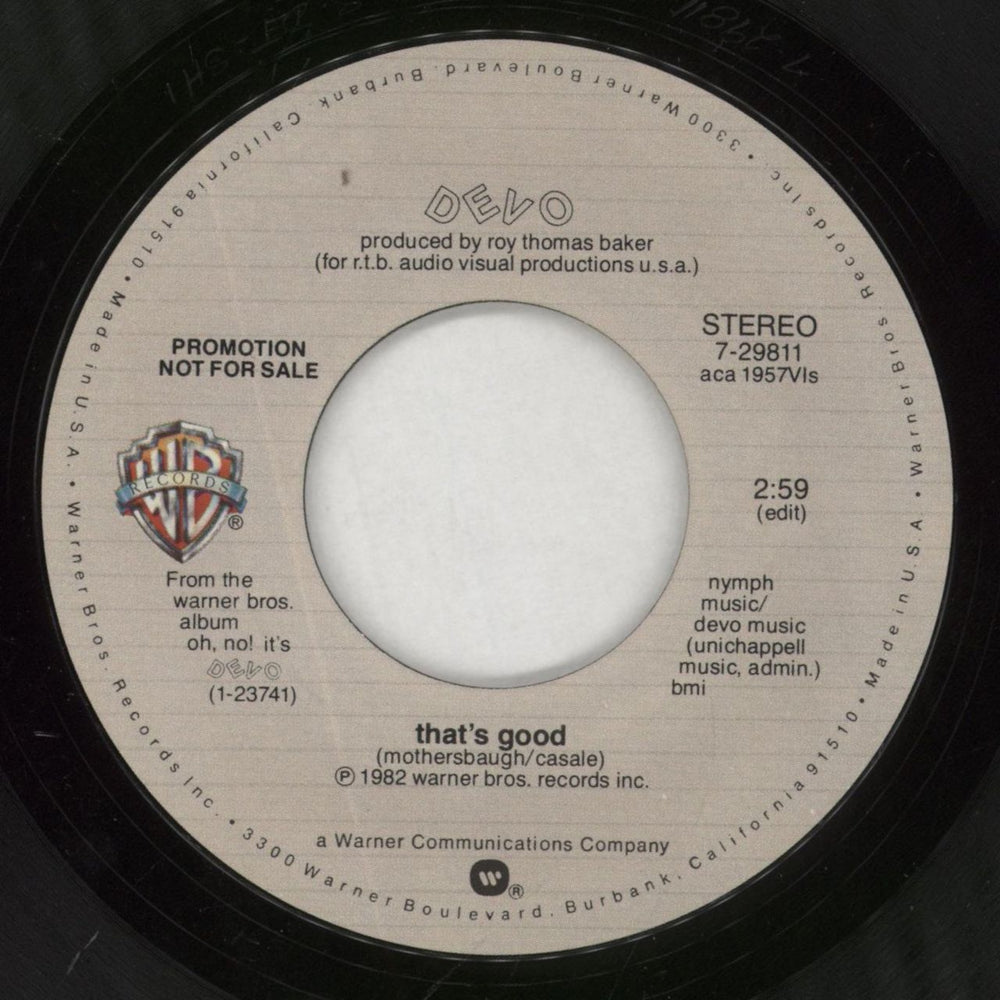 DEVO
produced by roy thomas baker
(for r.t.b. audio visual productions u.s.a.)
PROMOTION
NOT FOR SALE
STEREO
7-29811
aca 1957Vls
WB
RECORDS
®
2:59
(edit)
From the
warner bros.
album
oh, no! it's
DEVO
(1-23741)
nymph
music/
devo music
(unichappell
music, admin.)
bmi
that's good
(mothersbaugh/casale)
℗ 1982 warner bros. records inc.
a Warner Communications Company
W ®
Warner Bros. Records Inc. • 3300 Warner Boulevard, Burbank, California 91510 • Made in U.S.A. • Warner Bros. Records Inc. • 3300 Warner Boulevard, Burbank, California 91510 • Made in U.S.A. •